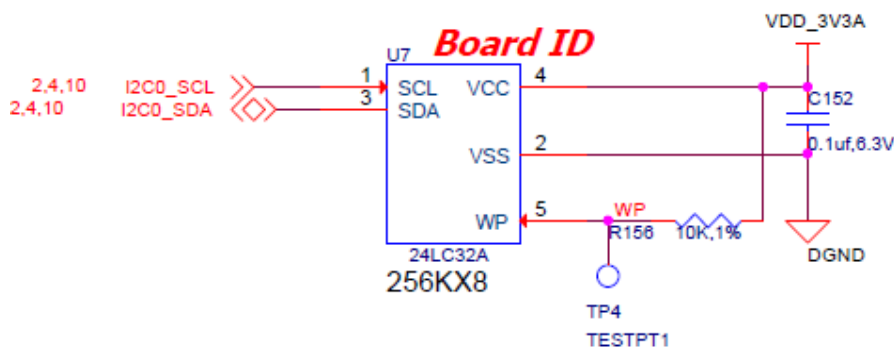 VDD_3V3A
Board ID
U7
2,4,10 I2C0_SCL 1 SCL VCC 4
2,4,10 I2C0_SDA 3 SDA
C152
0.1uf,6.3V
VSS 2
WP 5 WP
R156 10K,1%
24LC32A
256KX8
DGND
TP4
TESTPT1